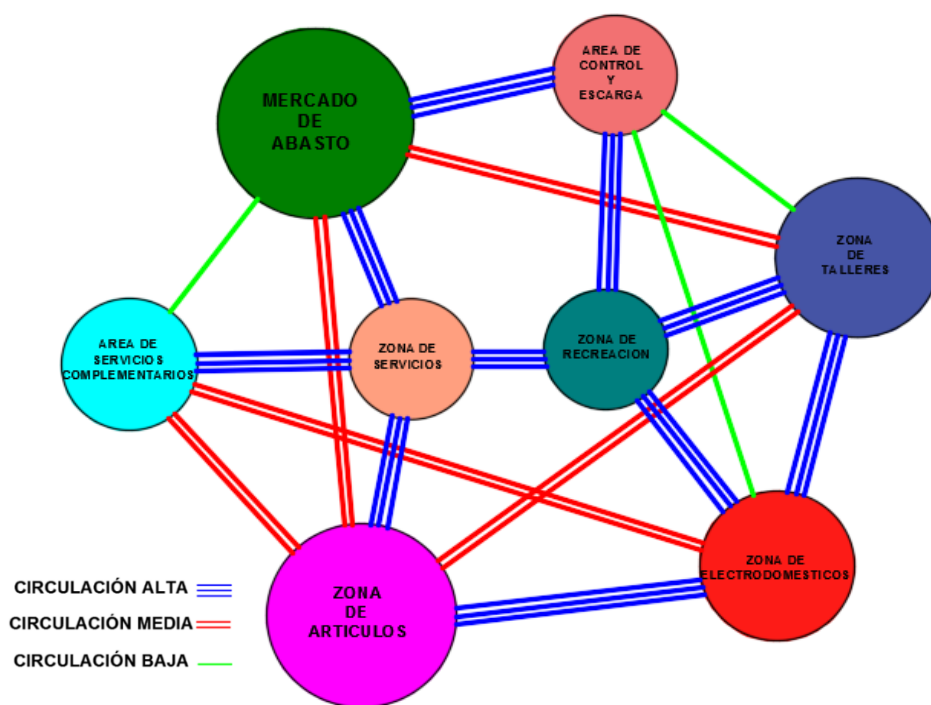 MERCADO
DE
ABASTO
AREA DE
CONTROL
Y
ESCARGA
ZONA
DE
TALLERES
AREA DE
SERVICIOS
COMPLEMENTARIOS
ZONA DE
SERVICIOS
ZONA DE
RECREACION
ZONA
DE
ARTICULOS
ZONA DE
ELECTRODOMESTICOS
CIRCULACIÓN ALTA
CIRCULACIÓN MEDIA
CIRCULACIÓN BAJA